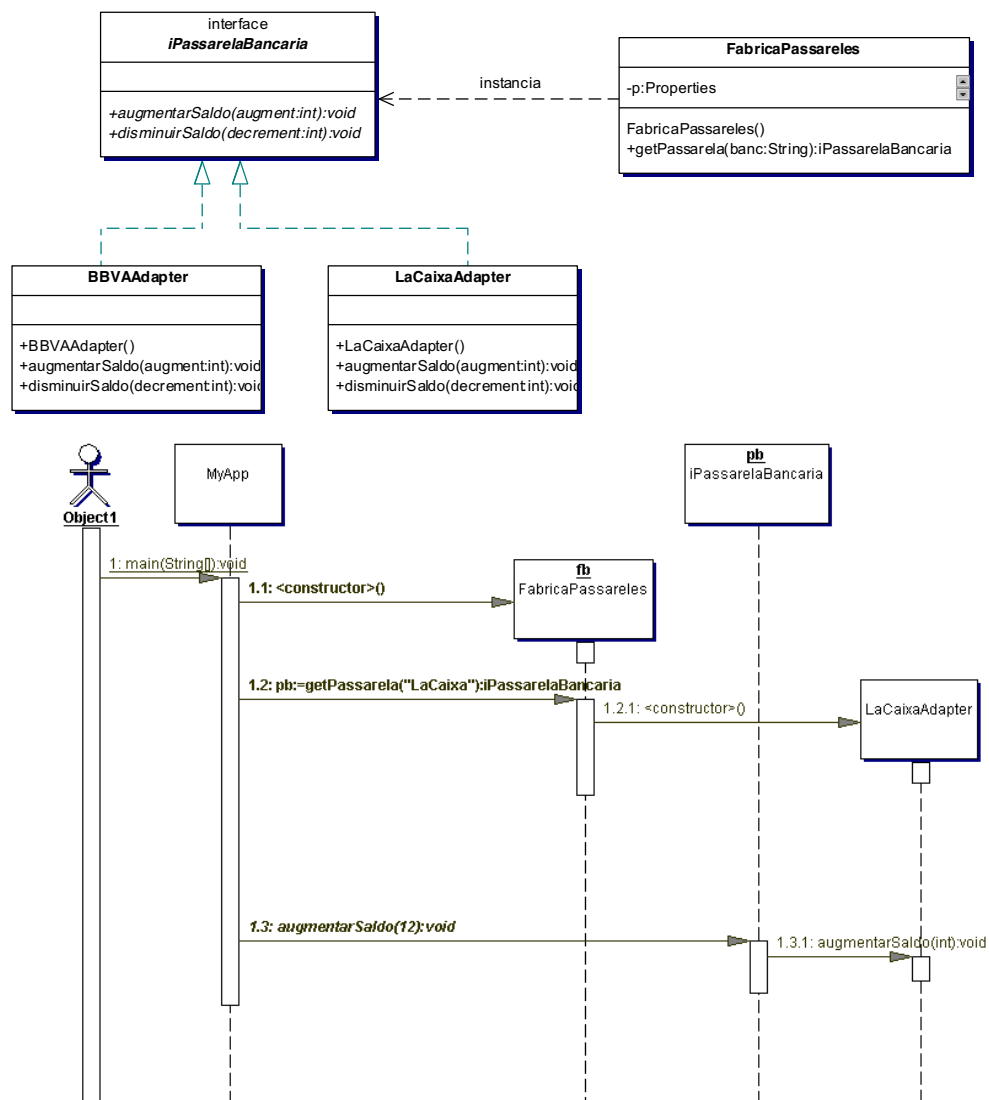 interface
iPassarelaBancaria
+augmentarSaldo(augment:int):void
+disminuirSaldo(decrement:int):void
instancia
FabricaPassareles
-p:Properties
FabricaPassareles()
+getPassarela(banc:String):iPassarelaBancaria
BBVAAdapter
+BBVAAdapter()
+augmentarSaldo(augment:int):void
+disminuirSaldo(decrement:int):void
LaCaixaAdapter
+LaCaixaAdapter()
+augmentarSaldo(augment:int):void
+disminuirSaldo(decrement:int):void
Object1
MyApp
pb
iPassarelaBancaria
1: main(String[]):void
1.1: <constructor>()
fb
FabricaPassareles
1.2: pb:=getPassarela("LaCaixa"):iPassarelaBancaria
1.2.1: <constructor>()
LaCaixaAdapter
1.3: augmentarSaldo(12):void
1.3.1: augmentarSaldo(int):void